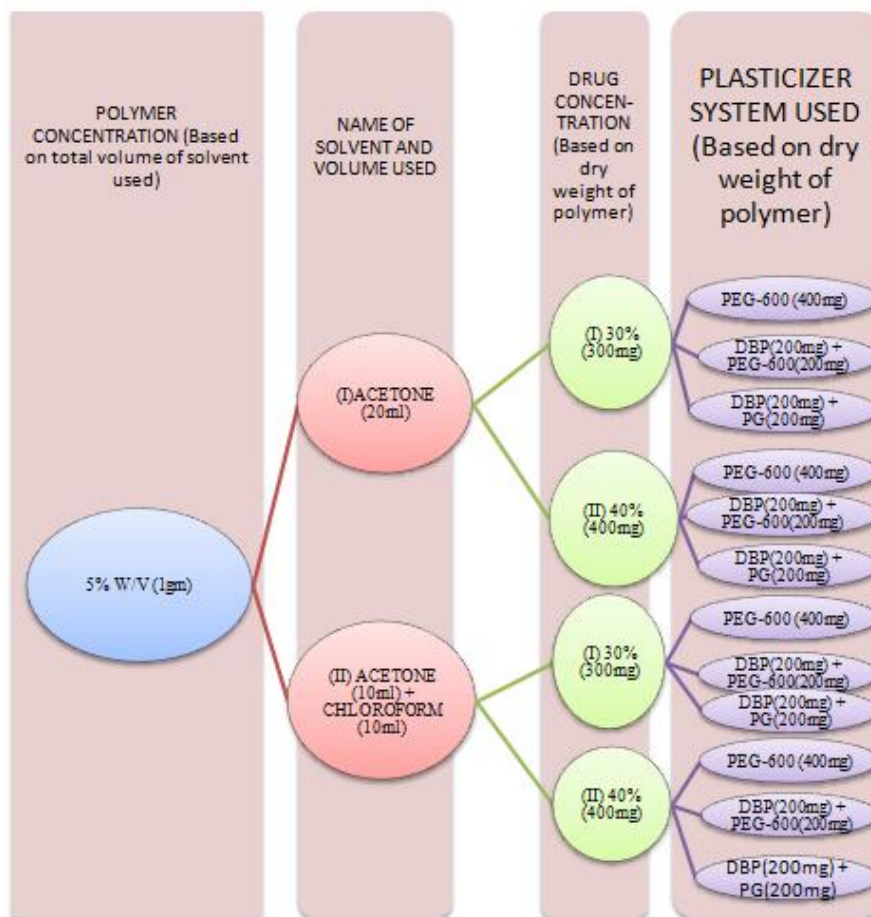 POLYMER
CONCENTRATION (Based
on total volume of solvent
used)
NAME OF
SOLVENT AND
VOLUME USED
DRUG
CONCEN-
TRATION
(Based on
dry
weight of
polymer)
PLASTICIZER
SYSTEM USED
(Based on dry
weight of
polymer)
5% W/V (1gm)
(I)ACETONE
(20ml)
(II) ACETONE
(10ml) +
CHLOROFORM
(10ml)
(I) 30%
(300mg)
(II) 40%
(400mg)
(I) 30%
(300mg)
(II) 40%
(400mg)
PEG-600 (400mg)
DBP(200mg) +
PEG-600(200mg)
DBP(200mg) +
PG(200mg)
PEG-600 (400mg)
DBP(200mg) +
PEG-600(200mg)
DBP(200mg) +
PG(200mg)
PEG-600 (400mg)
DBP(200mg) +
PEG-600(200mg)
DBP(200mg) +
PG(200mg)
PEG-600 (400mg)
DBP(200mg) +
PEG-600(200mg)
DBP(200mg) +
PG(200mg)